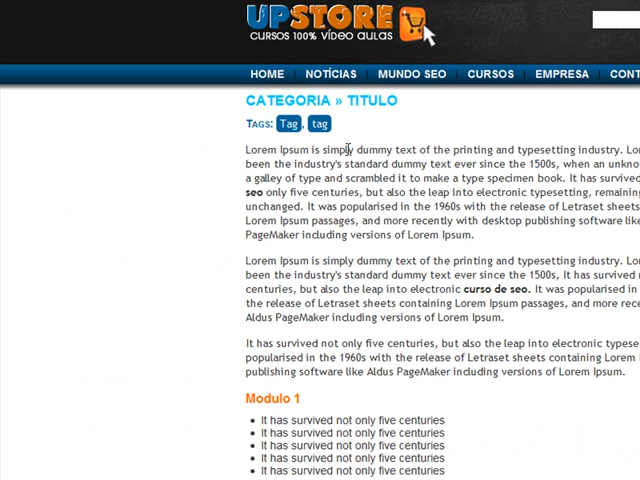 UPSTORE
CURSOS 100% VÍDEO AULAS
HOME NOTÍCIAS MUNDO SEO CURSOS EMPRESA CONT
CATEGORIA » TITULO
TAGS: Tag, tag
Lorem Ipsum is simply dummy text of the printing and typesetting industry. Lor
been the industry's standard dummy text ever since the 1500s, when an unkno
a galley of type and scrambled it to make a type specimen book. It has survived
seo only five centuries, but also the leap into electronic typesetting, remaining
unchanged. It was popularised in the 1960s with the release of Letraset sheets
Lorem Ipsum passages, and more recently with desktop publishing software like
PageMaker including versions of Lorem Ipsum.
Lorem Ipsum is simply dummy text of the printing and typesetting industry. Lor
been the industry's standard dummy text ever since the 1500s, It has survived
centuries, but also the leap into electronic curso de seo. It was popularised in
the release of Letraset sheets containing Lorem Ipsum passages, and more rece
Aldus PageMaker including versions of Lorem Ipsum.
It has survived not only five centuries, but also the leap into electronic typese
popularised in the 1960s with the release of Letraset sheets containing Lorem
publishing software like Aldus PageMaker including versions of Lorem Ipsum.
Modulo 1
• It has survived not only five centuries
• It has survived not only five centuries
• It has survived not only five centuries
• It has survived not only five centuries
• It has survived not only five centuries